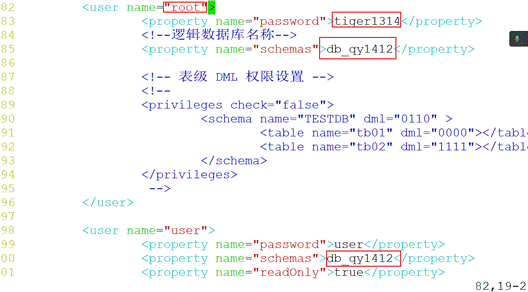 82 <user name="root">
83 <property name="password">tiger1314</property>
84 <!--逻辑数据库名称-->
85 <property name="schemas">db_qy1412</property>
86
87 <!-- 表级 DML 权限设置 -->
88 <!--
89 <privileges check="false">
90 <schema name="TESTDB" dml="0110" >
91 <table name="tb01" dml="0000"></tabl
92 <table name="tb02" dml="1111"></tabl
93 </schema>
94 </privileges>
95 -->
96 </user>
97
98 <user name="user">
99 <property name="password">user</property>
00 <property name="schemas">db_qy1412</property>
01 <property name="readOnly">true</property>
82,19-2